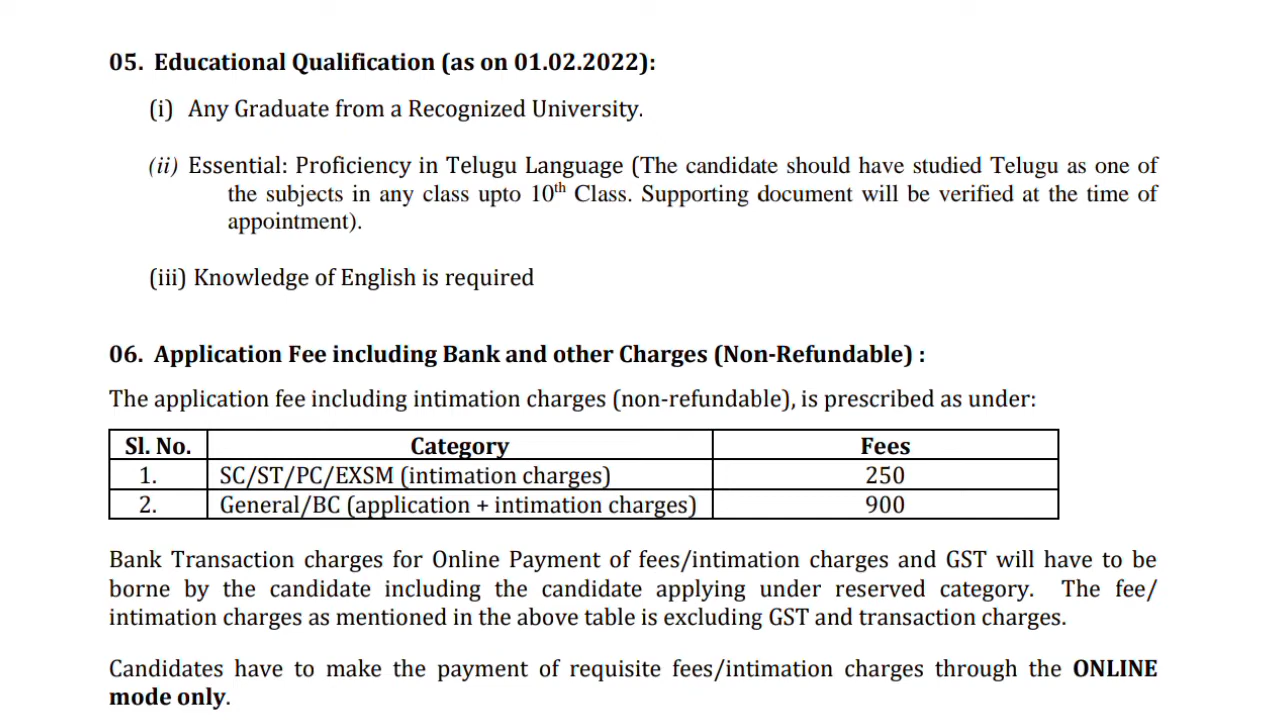 05. Educational Qualification (as on 01.02.2022):
(i) Any Graduate from a Recognized University.
(ii) Essential: Proficiency in Telugu Language (The candidate should have studied Telugu as one of
the subjects in any class upto 10th Class. Supporting document will be verified at the time of
appointment).
(iii) Knowledge of English is required
06. Application Fee including Bank and other Charges (Non-Refundable) :
The application fee including intimation charges (non-refundable), is prescribed as under:
Sl. No. Category Fees
1. SC/ST/PC/EXSM (intimation charges) 250
2. General/BC (application + intimation charges) 900
Bank Transaction charges for Online Payment of fees/intimation charges and GST will have to be
borne by the candidate including the candidate applying under reserved category. The fee/
intimation charges as mentioned in the above table is excluding GST and transaction charges.
Candidates have to make the payment of requisite fees/intimation charges through the ONLINE
mode only.